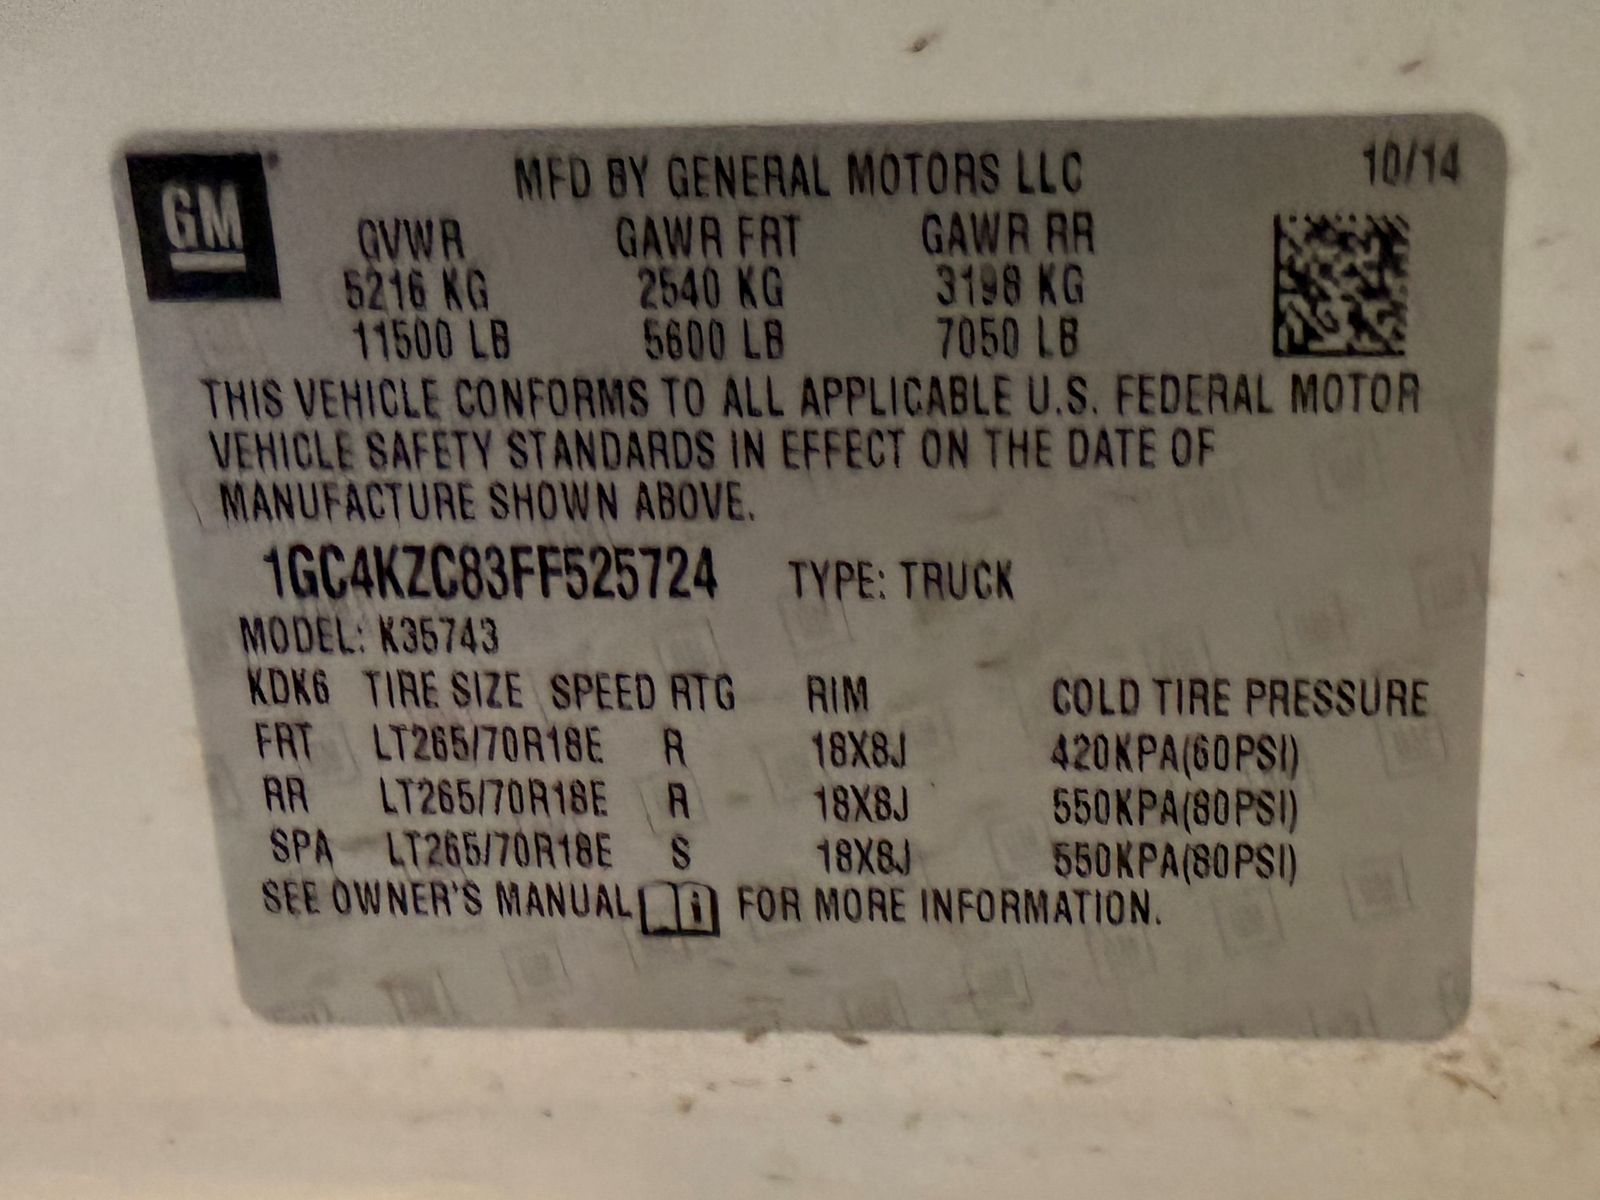 GM
MFD BY GENERAL MOTORS LLC 10/14
GVWR GAWR FRT GAWR RR
5216 KG 2540 KG 3198 KG
11500 LB 5600 LB 7050 LB
THIS VEHICLE CONFORMS TO ALL APPLICABLE U.S. FEDERAL MOTOR
VEHICLE SAFETY STANDARDS IN EFFECT ON THE DATE OF
MANUFACTURE SHOWN ABOVE.
1GC4KZC83FF525724 TYPE: TRUCK
MODEL: K35743
KDK6 TIRE SIZE SPEED RTG RIM COLD TIRE PRESSURE
FRT LT265/70R18E R 18X8J 420KPA(60PSI)
RR LT265/70R18E R 18X8J 550KPA(80PSI)
SPA LT265/70R18E S 18X8J 550KPA(80PSI)
SEE OWNER'S MANUAL i FOR MORE INFORMATION.